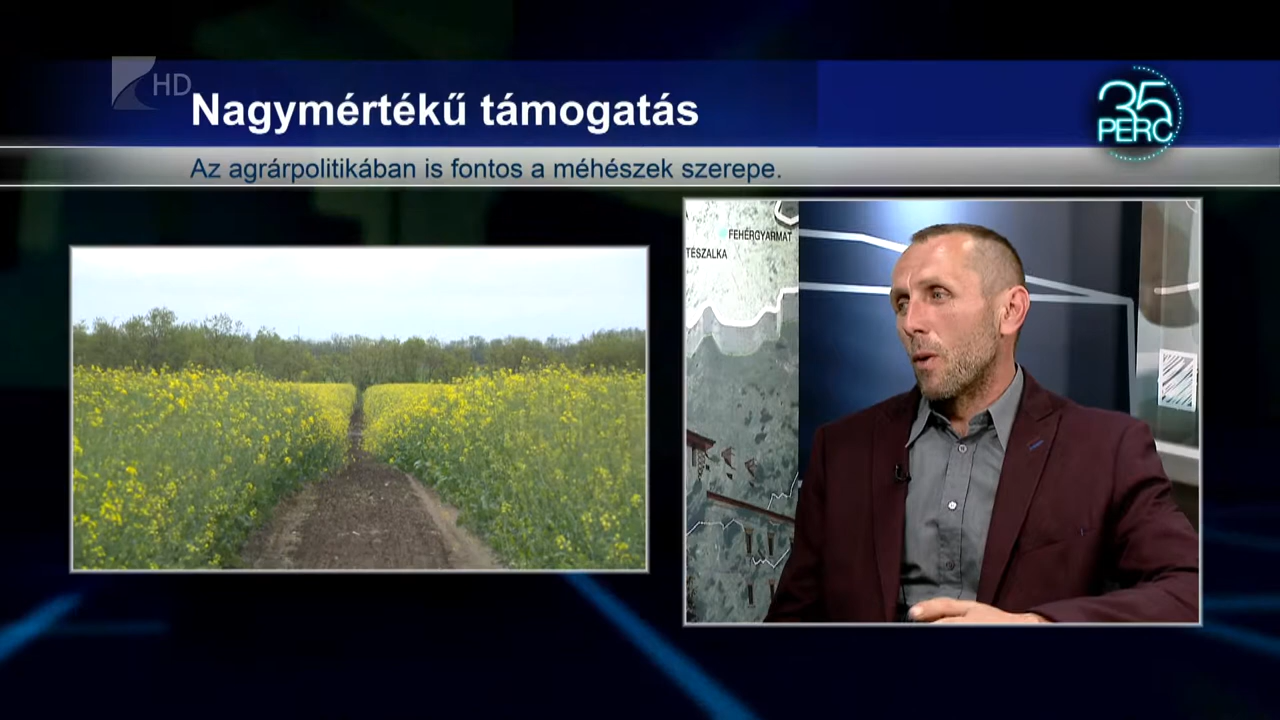 HD
Nagymértékű támogatás
35
PERC
Az agrárpolitikában is fontos a méhészek szerepe.
FEHÉRGYARMAT
TÉSZALKA